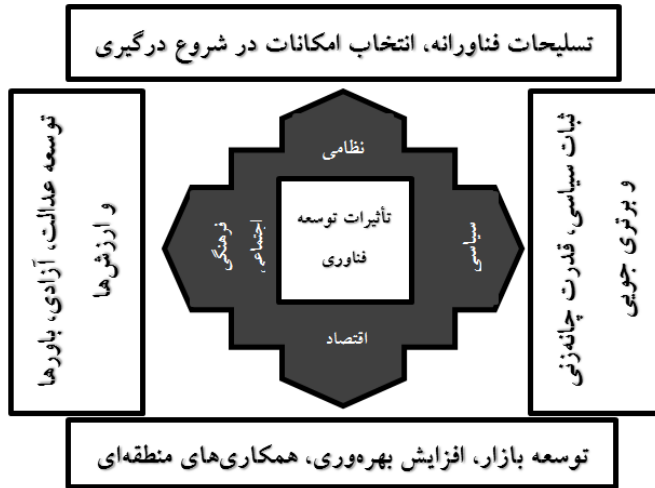 تسلیحات فناورانه، انتخاب امکانات در شروع درگیری
ثبات سیاسی، قدرت چانه‌زنی
و برتری جویی
نظامی
سیاسی
تأثیرات توسعه
فناوری
اجتماعی
فرهنگی
اقتصاد
توسعه عدالت، آزادی، باورها
و ارزش‌ها
توسعه بازار، افزایش بهره‌وری، همکاری‌های منطقه‌ای